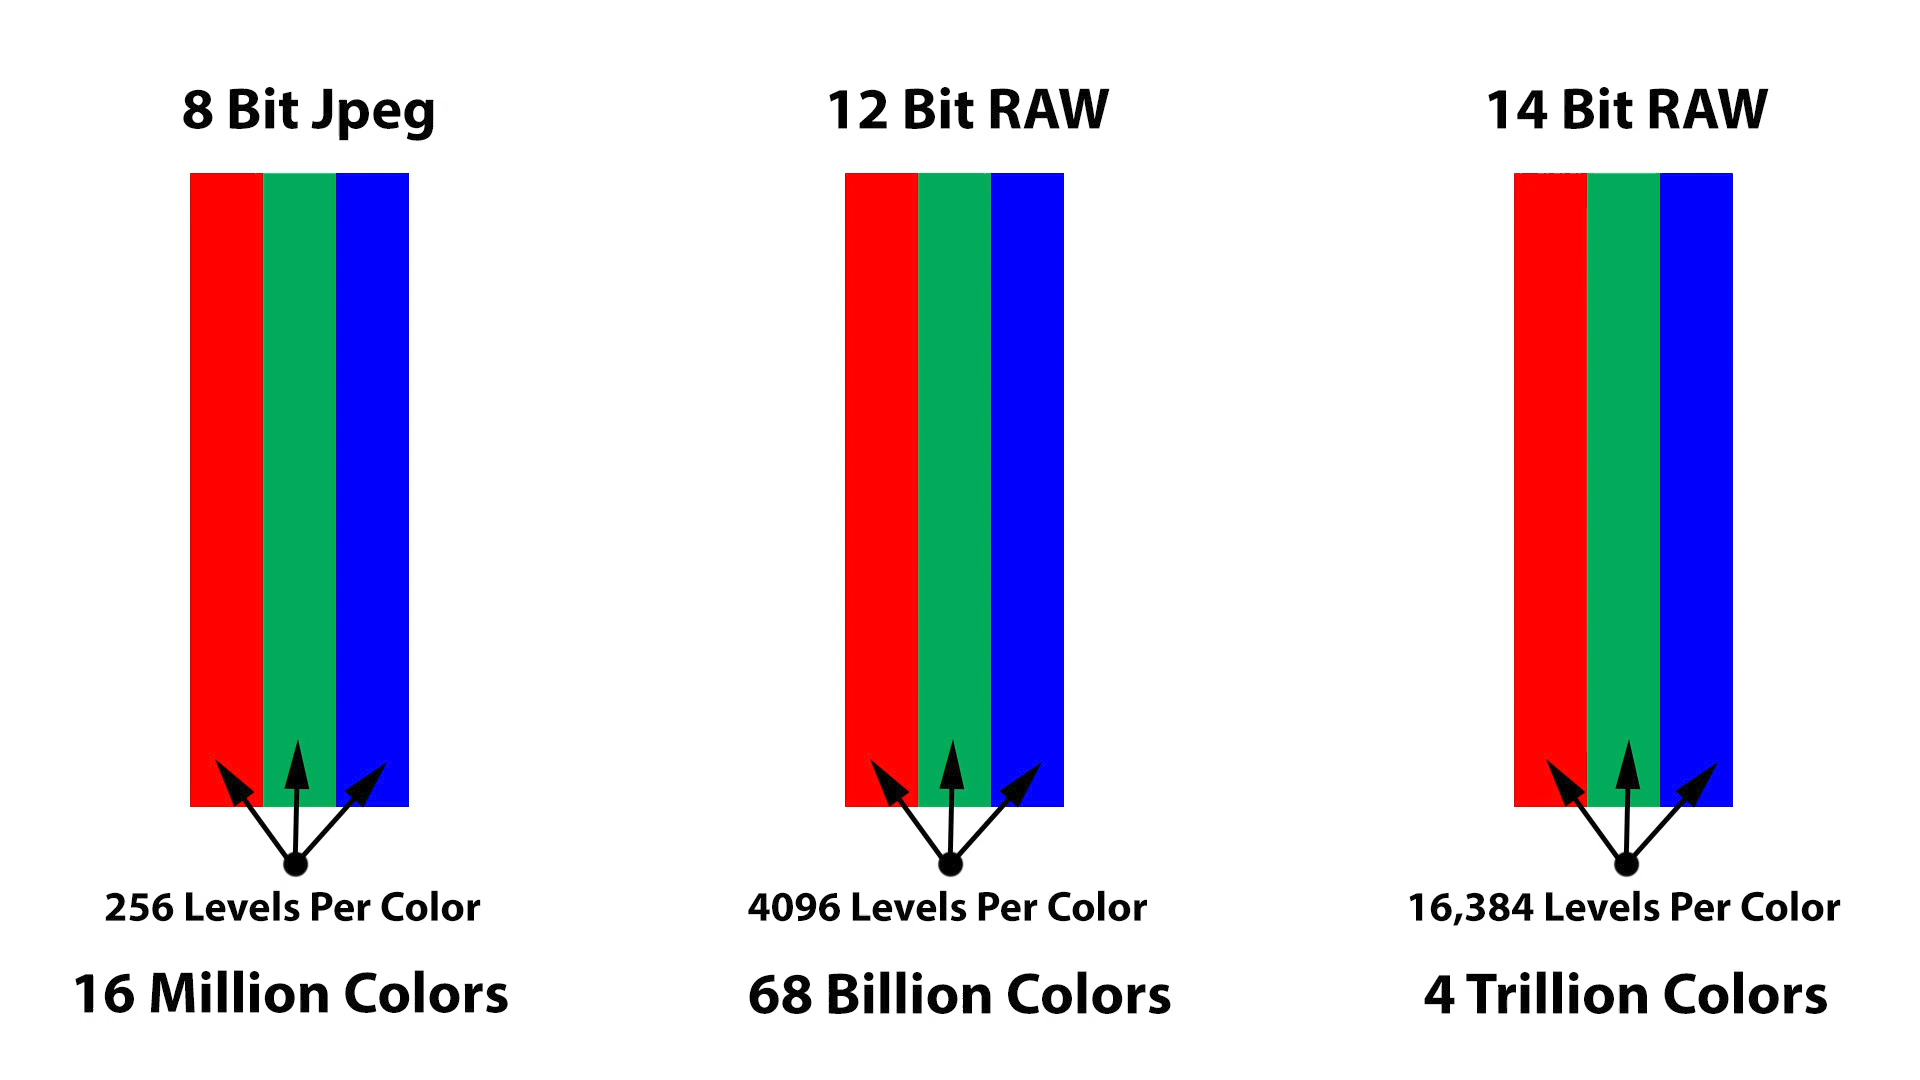 8 Bit Jpeg
12 Bit RAW
14 Bit RAW
256 Levels Per Color
4096 Levels Per Color
16,384 Levels Per Color
16 Million Colors
68 Billion Colors
4 Trillion Colors